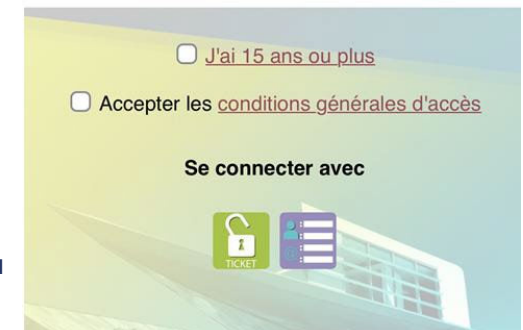 J'ai 15 ans ou plus
Accepter les conditions générales d'accès
Se connecter avec
TICKET